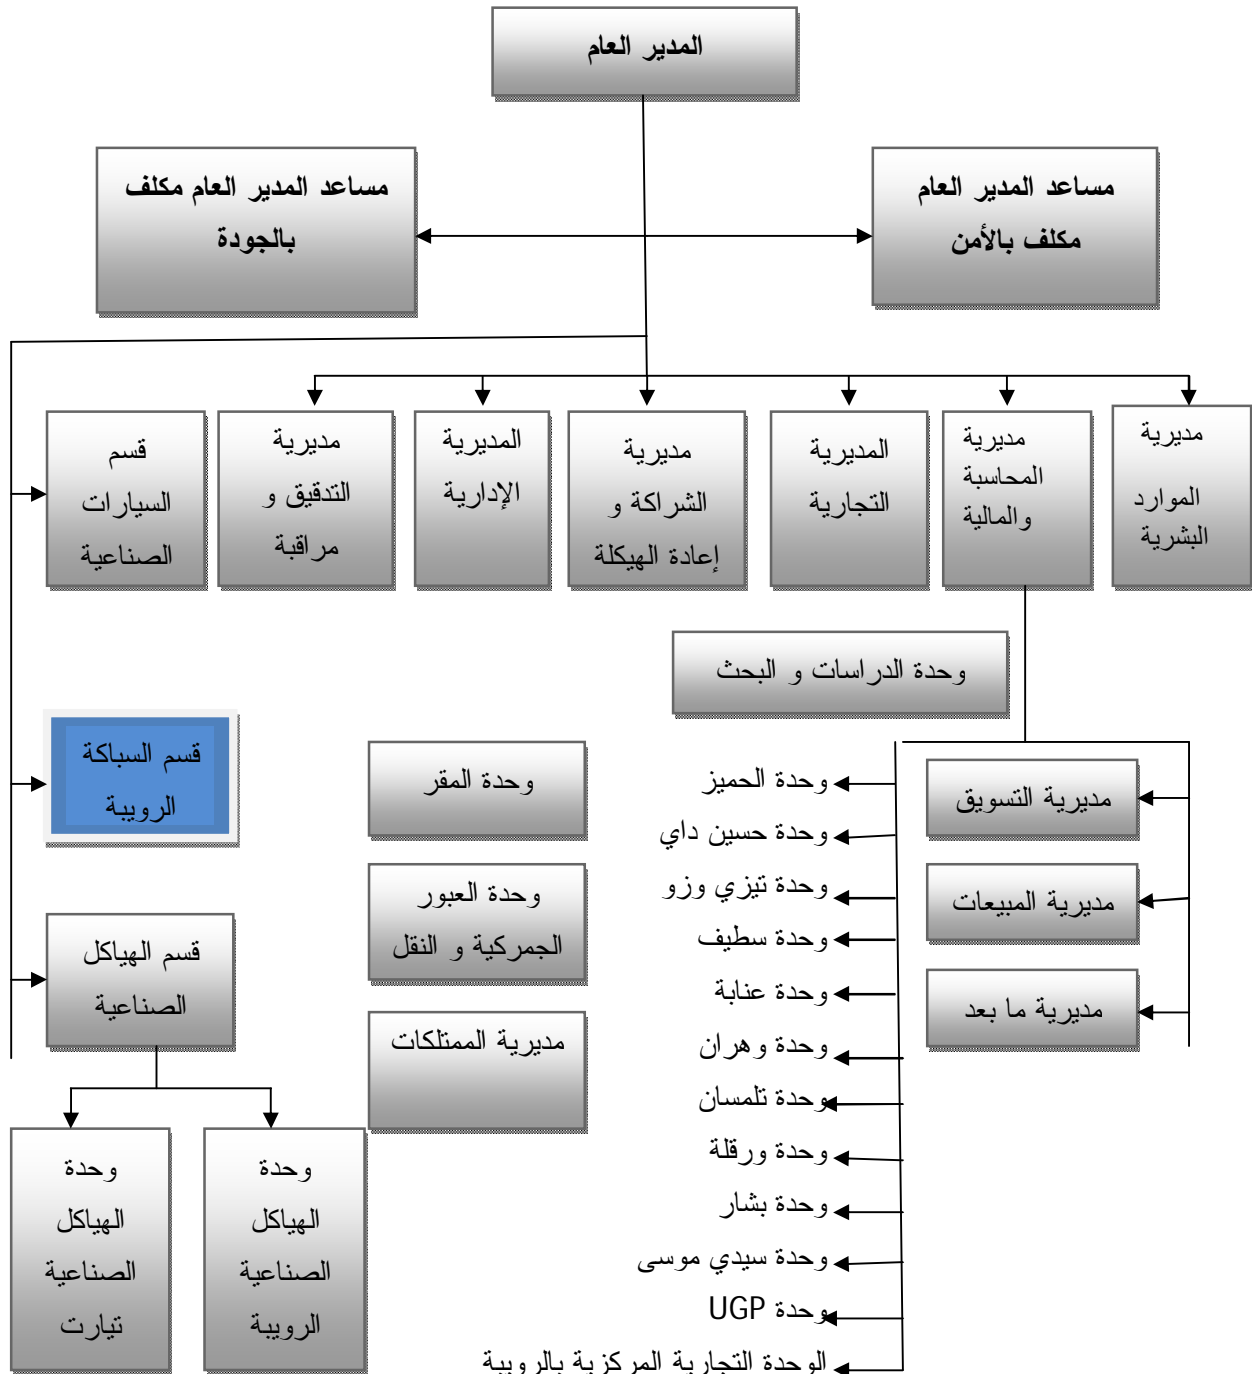 المدير العام
مساعد المدير العام
مكلف بالأمن
مساعد المدير العام مكلف
بالجودة
مديرية
الموارد
البشرية
مديرية
المحاسبة
والمالية
المديرية
التجارية
مديرية
الشراكة و
إعادة الهيكلة
المديرية
الإدارية
مديرية
التدقيق و
مراقبة
قسم
السيارات
الصناعية
وحدة الدراسات و البحث
مديرية التسويق
مديرية المبيعات
مديرية ما بعد
وحدة الحميز
وحدة حسين داي
وحدة تيزي وزو
وحدة سطيف
وحدة عنابة
وحدة وهران
وحدة تلمسان
وحدة ورقلة
وحدة بشار
وحدة سيدي موسى
وحدة UGP
الوحدة التجارية المركزية بالرويبة
وحدة المقر
وحدة العبور
الجمركية و النقل
مديرية الممتلكات
قسم السباكة
الرويبة
قسم الهياكل
الصناعية
وحدة
الهياكل
الصناعية
الرويبة
وحدة
الهياكل
الصناعية
تيارت